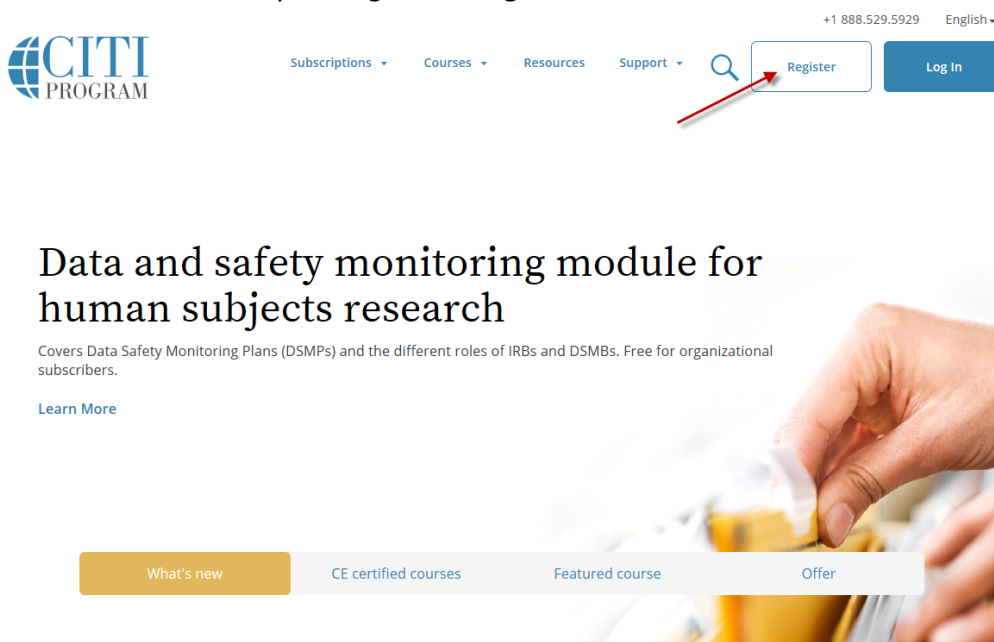 +1 888.529.5929 English
CITI
PROGRAM
Subscriptions Courses Resources Support Register Log In
Data and safety monitoring module for
human subjects research
Covers Data Safety Monitoring Plans (DSMPs) and the different roles of IRBs and DSMBs. Free for organizational
subscribers.
Learn More
What's new CE certified courses Featured course Offer